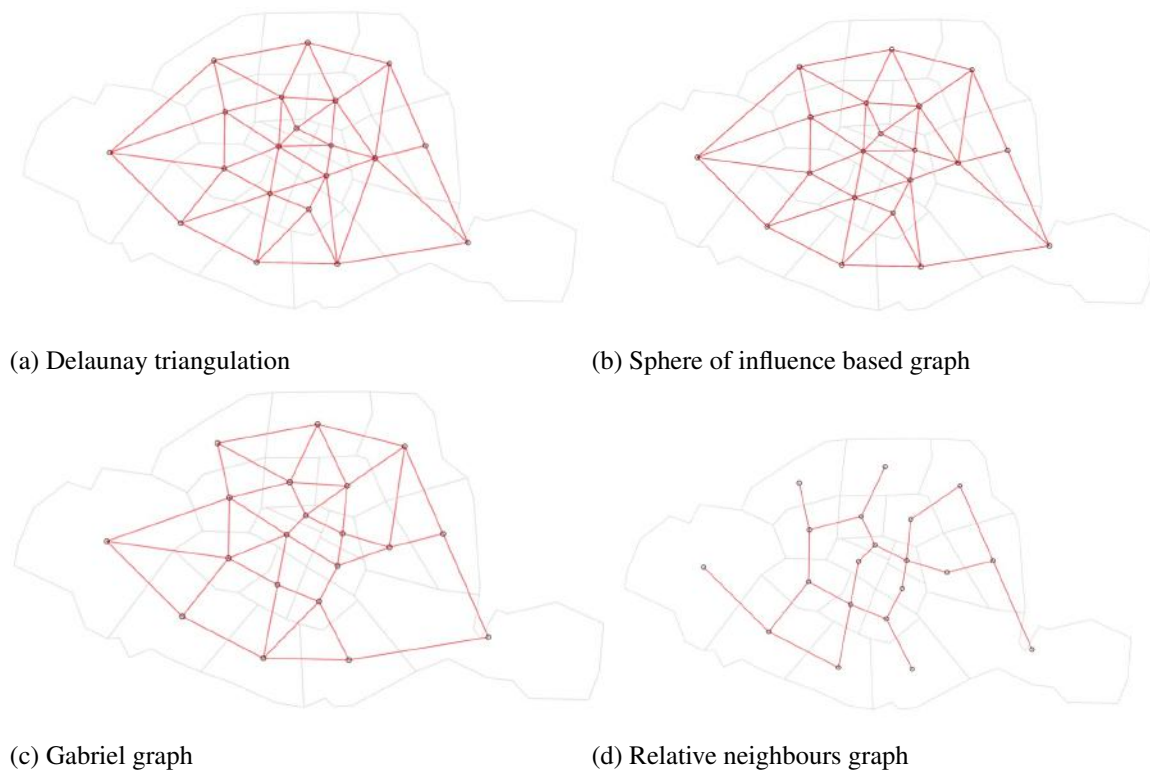 (a) Delaunay triangulation
(b) Sphere of influence based graph
(c) Gabriel graph
(d) Relative neighbours graph